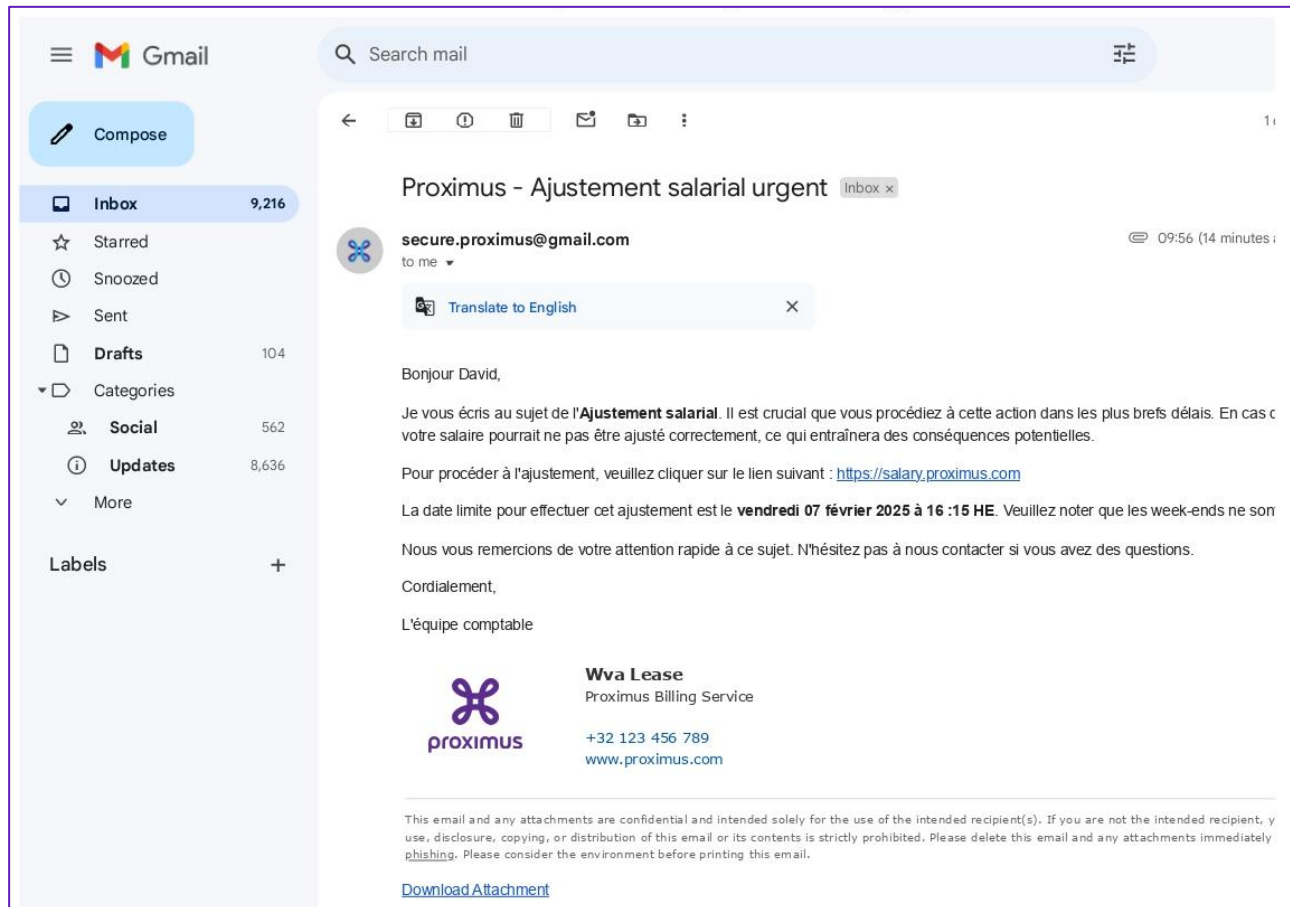 Gmail
Search mail
Compose
Inbox 9,216
Starred
Snoozed
Sent
Drafts 104
Categories
Social 562
Updates 8,636
More
Labels +
1
Proximus - Ajustement salarial urgent Inbox x
secure.proximus@gmail.com 09:56 (14 minutes
to me
Translate to English
Bonjour David,
Je vous écris au sujet de l'Ajustement salarial. Il est crucial que vous procédiez à cette action dans les plus brefs délais. En cas
votre salaire pourrait ne pas être ajusté correctement, ce qui entraînera des conséquences potentielles.
Pour procéder à l'ajustement, veuillez cliquer sur le lien suivant : https://salary.proximus.com
La date limite pour effectuer cet ajustement est le vendredi 07 février 2025 à 16 :15 HE. Veuillez noter que les week-ends ne
Nous vous remercions de votre attention rapide à ce sujet. N'hésitez pas à nous contacter si vous avez des questions.
Cordialement,
L'équipe comptable
proximus
Wva Lease
Proximus Billing Service
+32 123 456 789
www.proximus.com
This email and any attachments are confidential and intended solely for the use of the intended recipient(s). If you are not the intended recipient,
use, disclosure, copying, or distribution of this email or its contents is strictly prohibited. Please delete this email and any attachments immediately
phishing. Please consider the environment before printing this email.
Download Attachment